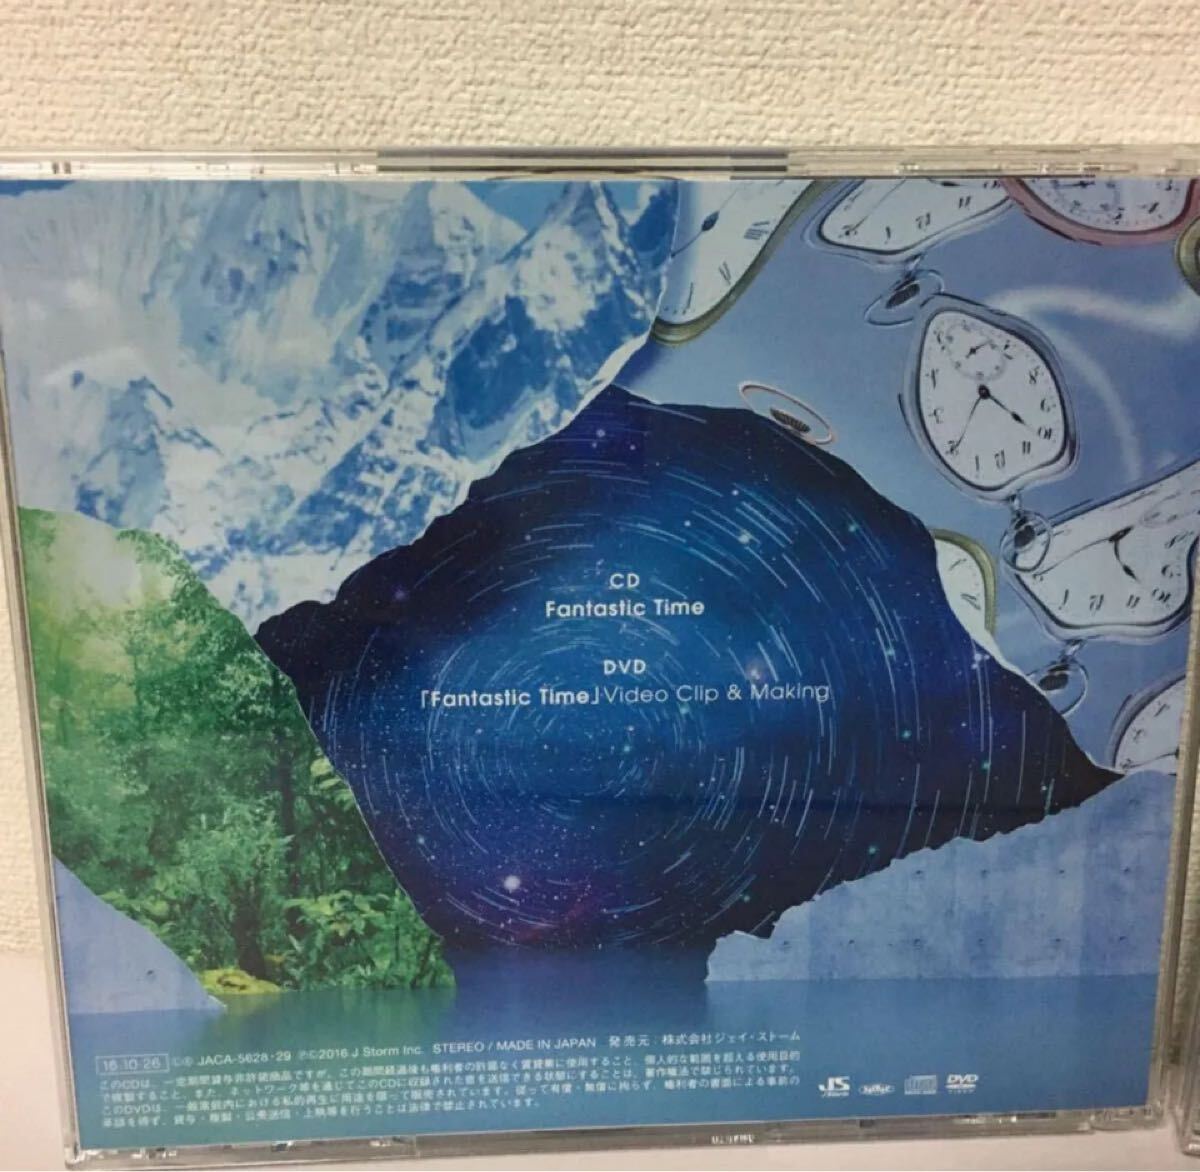 CD
Fantastic Time
DVD
「Fantastic Time」Video Clip & Making
16.10.26 JACA-5628・29 ℗©2016 J Storm Inc. STEREO / MADE IN JAPAN 発売元：株式会社ジェイ・ストーム
このCDは、一定期間貸与非許諾商品ですが、この期間経過後も権利者の許諾なく賃貸業に使用すること、個人的な範囲を超える使用目的
で複製すること、また、ネットワーク等を通じてこのCDに収録された音を送信できる状態にすることは、著作権法で禁じられています。
このDVDは、一般家庭内における私的再生に用途を限って販売されています。従って有償・無償に拘らず、権利者の書面による事前の
承諾を得ず、貸与・複製・公衆送信・上映等を行うことは法律で禁止されています。
JS
DVD